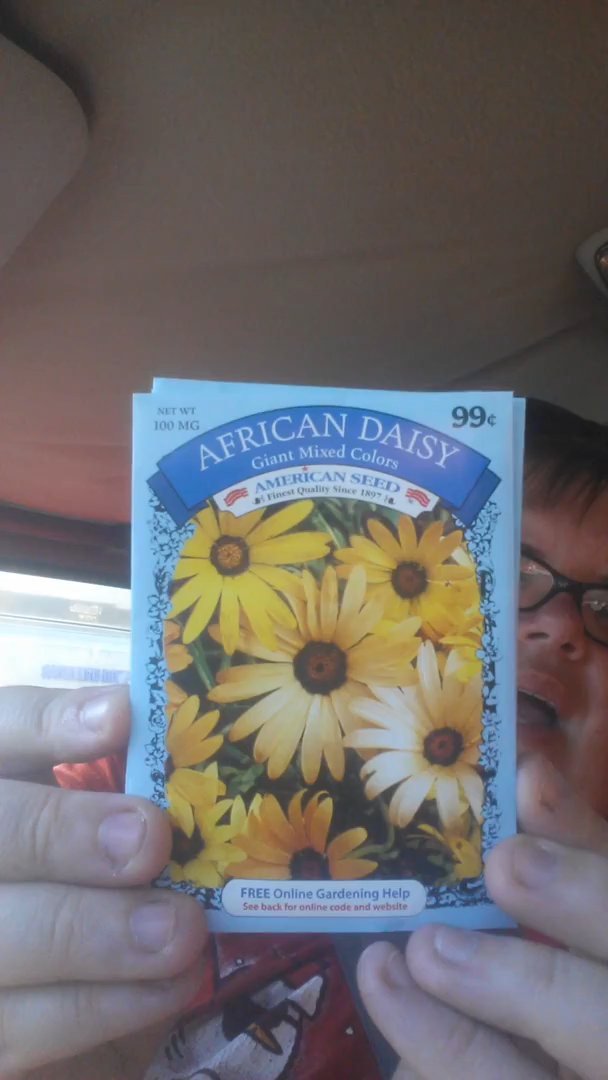 NET WT
100 MG
99¢
AFRICAN DAISY
Giant Mixed Colors
AMERICAN SEED
Finest Quality Since 1897
FREE Online Gardening Help
See back for online code and website